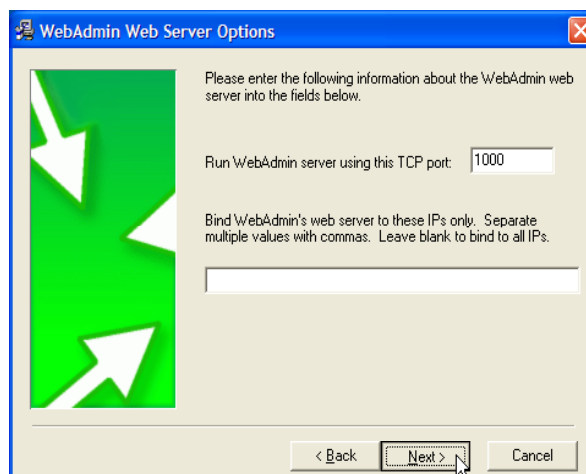 WebAdmin Web Server Options
Please enter the following information about the WebAdmin web
server into the fields below.
Run WebAdmin server using this TCP port: 1000
Bind WebAdmin's web server to these IPs only.  Separate
multiple values with commas.  Leave blank to bind to all IPs.
< Back Next > Cancel